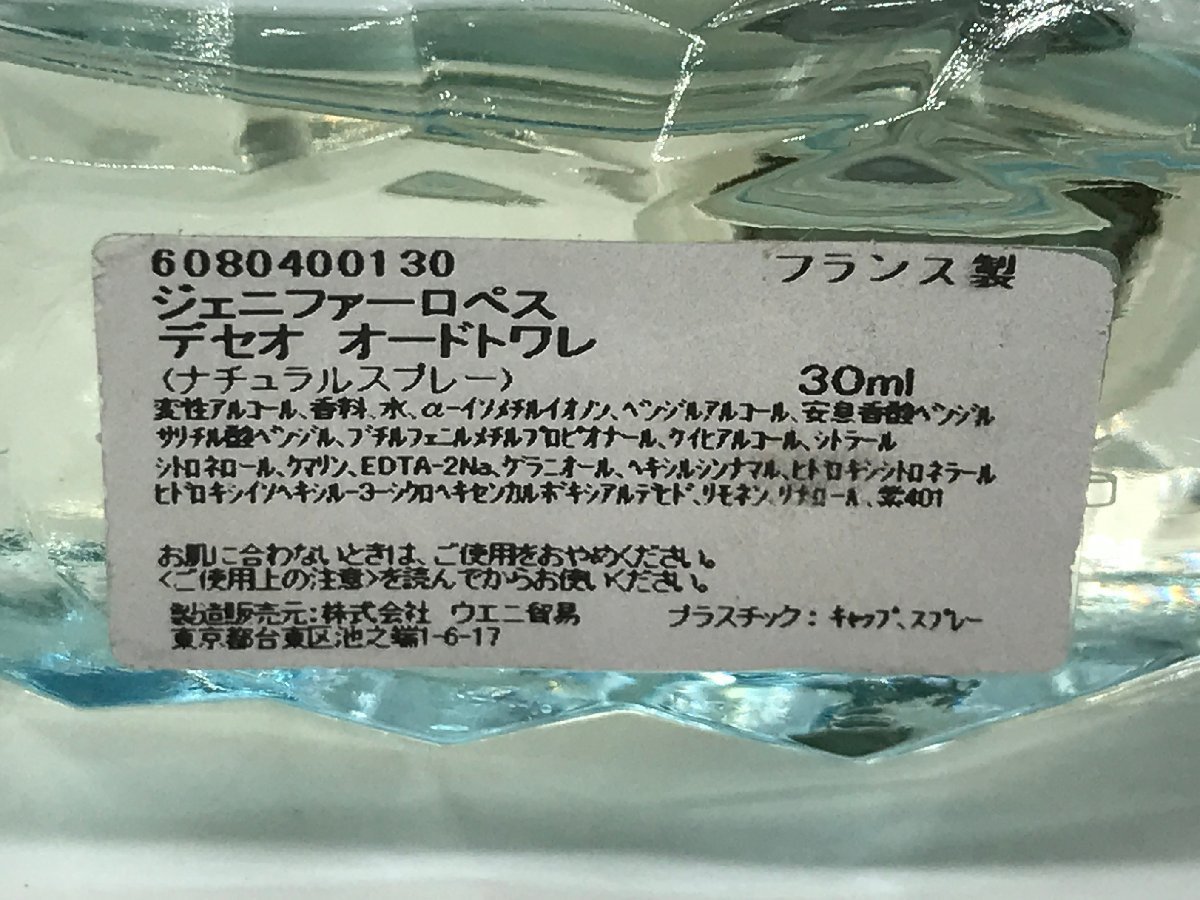 6080400130 フランス製
ジェニファーロペス
デセオ オードトワレ
(ナチュラルスプレー) 30ml
変性アルコール、香料、水、α-イソメチルイオノン、ベンジルアルコール、安息香酸ベンジル
サリチル酸ベンジル、ブチルフェニルメチルプロピオナール、ケイヒアルコール、シトラール
シトロネロール、クマリン、EDTA-2Na、ゲラニオール、ヘキシルシンナマル、ヒドロキシシトロネラール
ヒドロキシイソヘキシル-3-シクロヘキセンカルボキシアルデヒド、リモネン、リナロール、紫401
お肌に合わないときは、ご使用をおやめください。
<ご使用上の注意>を読んでからお使いください。
製造販売元:株式会社 ウエニ貿易 プラスチック: キャップ、スプレー
東京都台東区池之端1-6-17